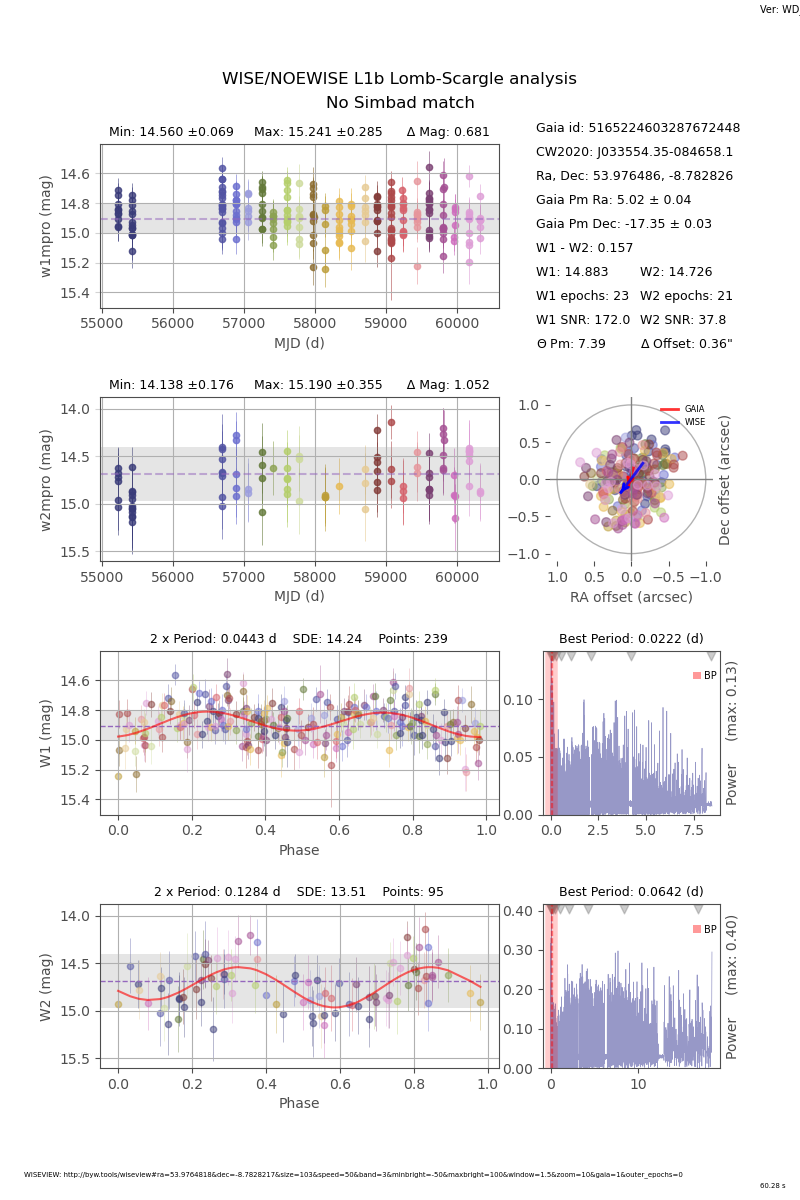 Ver: WD_
WISE/NOEWISE L1b Lomb-Scargle analysis
No Simbad match
Min: 14.560 ±0.069 Max: 15.241 ±0.285 Δ Mag: 0.681
14.6
14.8
15.0
15.2
15.4
w1mpro (mag)
55000 56000 57000 58000 59000 60000
MJD (d)
Gaia id: 5165224603287672448
CW2020: J033554.35-084658.1
Ra, Dec: 53.976486, -8.782826
Gaia Pm Ra: 5.02 ± 0.04
Gaia Pm Dec: -17.35 ± 0.03
W1 - W2: 0.157
W1: 14.883 W2: 14.726
W1 epochs: 23 W2 epochs: 21
W1 SNR: 172.0 W2 SNR: 37.8
Θ Pm: 7.39 Δ Offset: 0.36"
Min: 14.138 ±0.176 Max: 15.190 ±0.355 Δ Mag: 1.052
14.0
14.5
15.0
15.5
w2mpro (mag)
55000 56000 57000 58000 59000 60000
MJD (d)
GAIA
WISE
1.0
0.5
0.0
−0.5
−1.0
Dec offset (arcsec)
1.0 0.5 0.0 −0.5 −1.0
RA offset (arcsec)
2 x Period: 0.0443 d SDE: 14.24 Points: 239
14.6
14.8
15.0
15.2
15.4
W1 (mag)
0.0 0.2 0.4 0.6 0.8 1.0
Phase
Best Period: 0.0222 (d)
BP
0.10
0.05
0.00
Power (max: 0.13)
0.0 2.5 5.0 7.5
2 x Period: 0.1284 d SDE: 13.51 Points: 95
14.0
14.5
15.0
15.5
W2 (mag)
0.0 0.2 0.4 0.6 0.8 1.0
Phase
Best Period: 0.0642 (d)
BP
0.40
0.30
0.20
0.10
0.00
Power (max: 0.40)
0 10
WISEVIEW: http://byw.tools/wiseview#ra=53.9764818&dec=-8.7828217&size=103&speed=50&band=3&minbright=-50&maxbright=100&window=1.5&zoom=10&gaia=1&outer_epochs=0
60.28 s